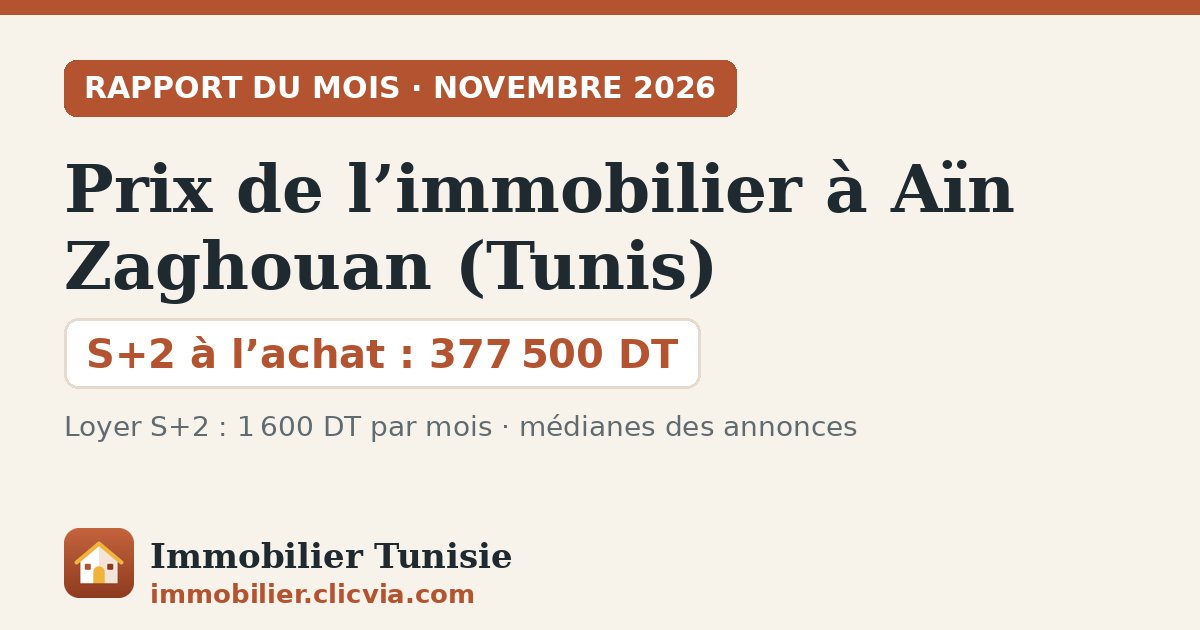 RAPPORT DU MOIS · NOVEMBRE 2026
Prix de l’immobilier à Aïn
Zaghouan (Tunis)
S+2 à l’achat : 377 500 DT
Loyer S+2 : 1 600 DT par mois · médianes des annonces
Immobilier Tunisie
immobilier.clicvia.com